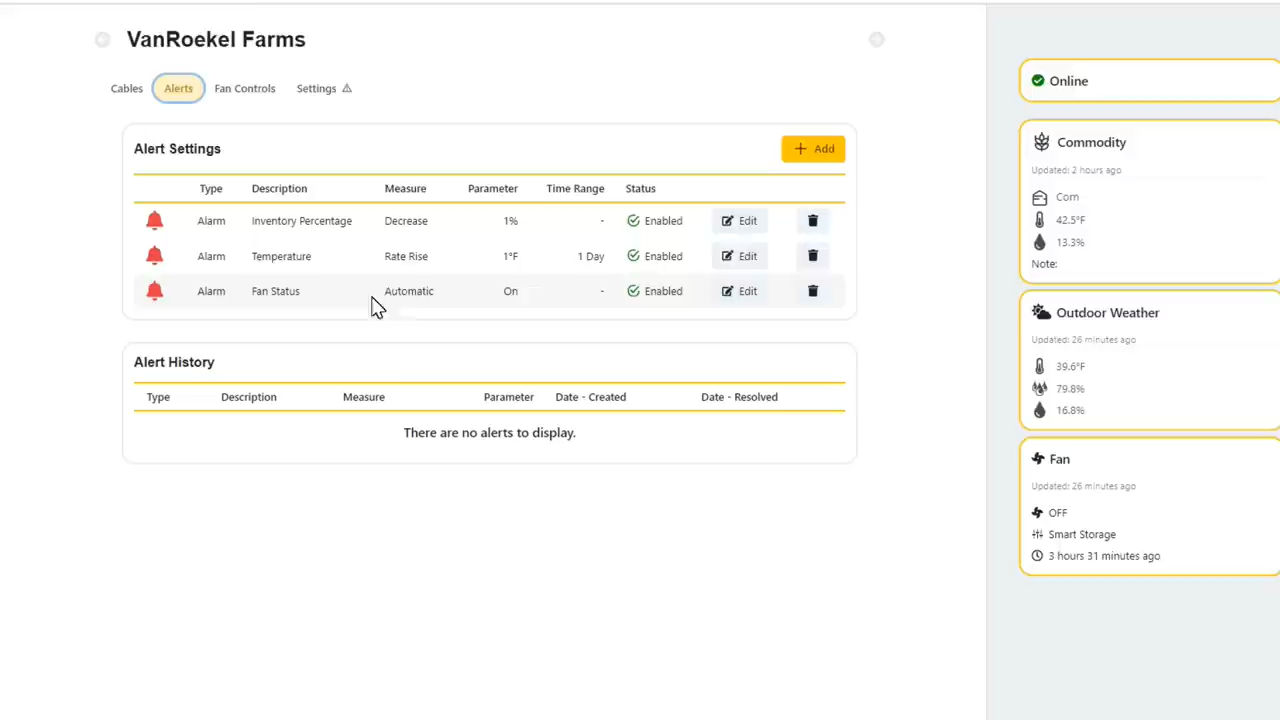 VanRoekel Farms
Cables Alerts Fan Controls Settings
Alert Settings
Add
Type Description Measure Parameter Time Range Status
Alarm Inventory Percentage Decrease 1% - Enabled Edit
Alarm Temperature Rate Rise 1°F 1 Day Enabled Edit
Alarm Fan Status Automatic On - Enabled Edit
Alert History
Type Description Measure Parameter Date - Created Date - Resolved
There are no alerts to display.
Online
Commodity
Updated: 2 hours ago
Corn
42.5°F
13.3%
Note:
Outdoor Weather
Updated: 26 minutes ago
39.6°F
79.8%
16.8%
Fan
Updated: 26 minutes ago
OFF
Smart Storage
3 hours 31 minutes ago